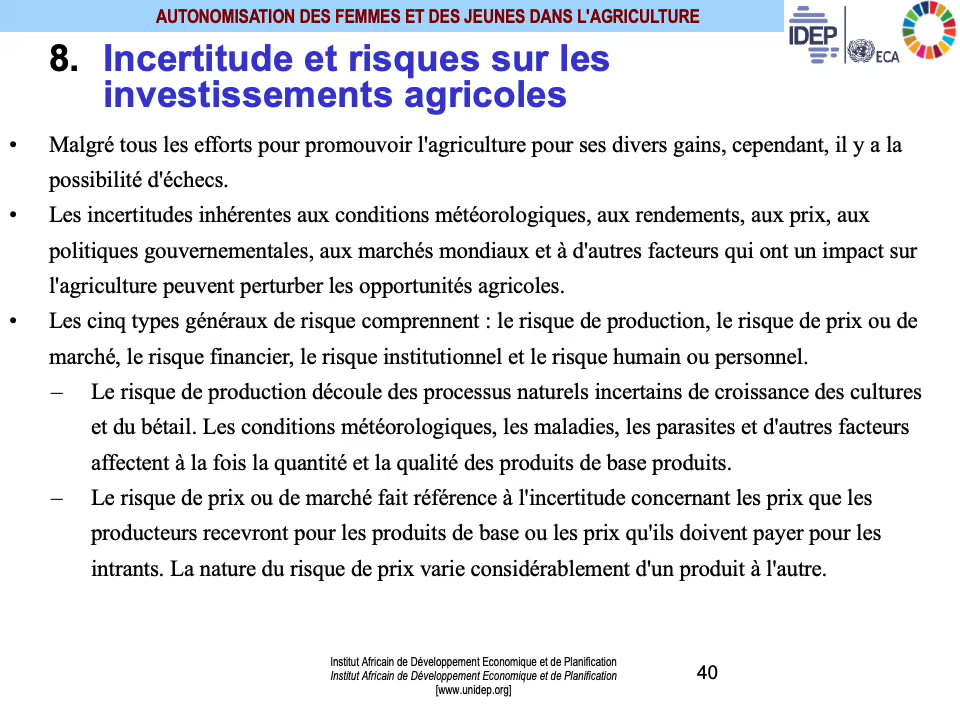 AUTONOMISATION DES FEMMES ET DES JEUNES DANS L'AGRICULTURE
IDEP
ECA
8. Incertitude et risques sur les
investissements agricoles
• Malgré tous les efforts pour promouvoir l'agriculture pour ses divers gains, cependant, il y a la
possibilité d'échecs.
• Les incertitudes inhérentes aux conditions météorologiques, aux rendements, aux prix, aux
politiques gouvernementales, aux marchés mondiaux et à d'autres facteurs qui ont un impact sur
l'agriculture peuvent perturber les opportunités agricoles.
• Les cinq types généraux de risque comprennent : le risque de production, le risque de prix ou de
marché, le risque financier, le risque institutionnel et le risque humain ou personnel.
– Le risque de production découle des processus naturels incertains de croissance des cultures
et du bétail. Les conditions météorologiques, les maladies, les parasites et d'autres facteurs
affectent à la fois la quantité et la qualité des produits de base produits.
– Le risque de prix ou de marché fait référence à l'incertitude concernant les prix que les
producteurs recevront pour les produits de base ou les prix qu'ils doivent payer pour les
intrants. La nature du risque de prix varie considérablement d'un produit à l'autre.
Institut Africain de Développement Economique et de Planification
Institut Africain de Développement Economique et de Planification
[www.unidep.org]
40